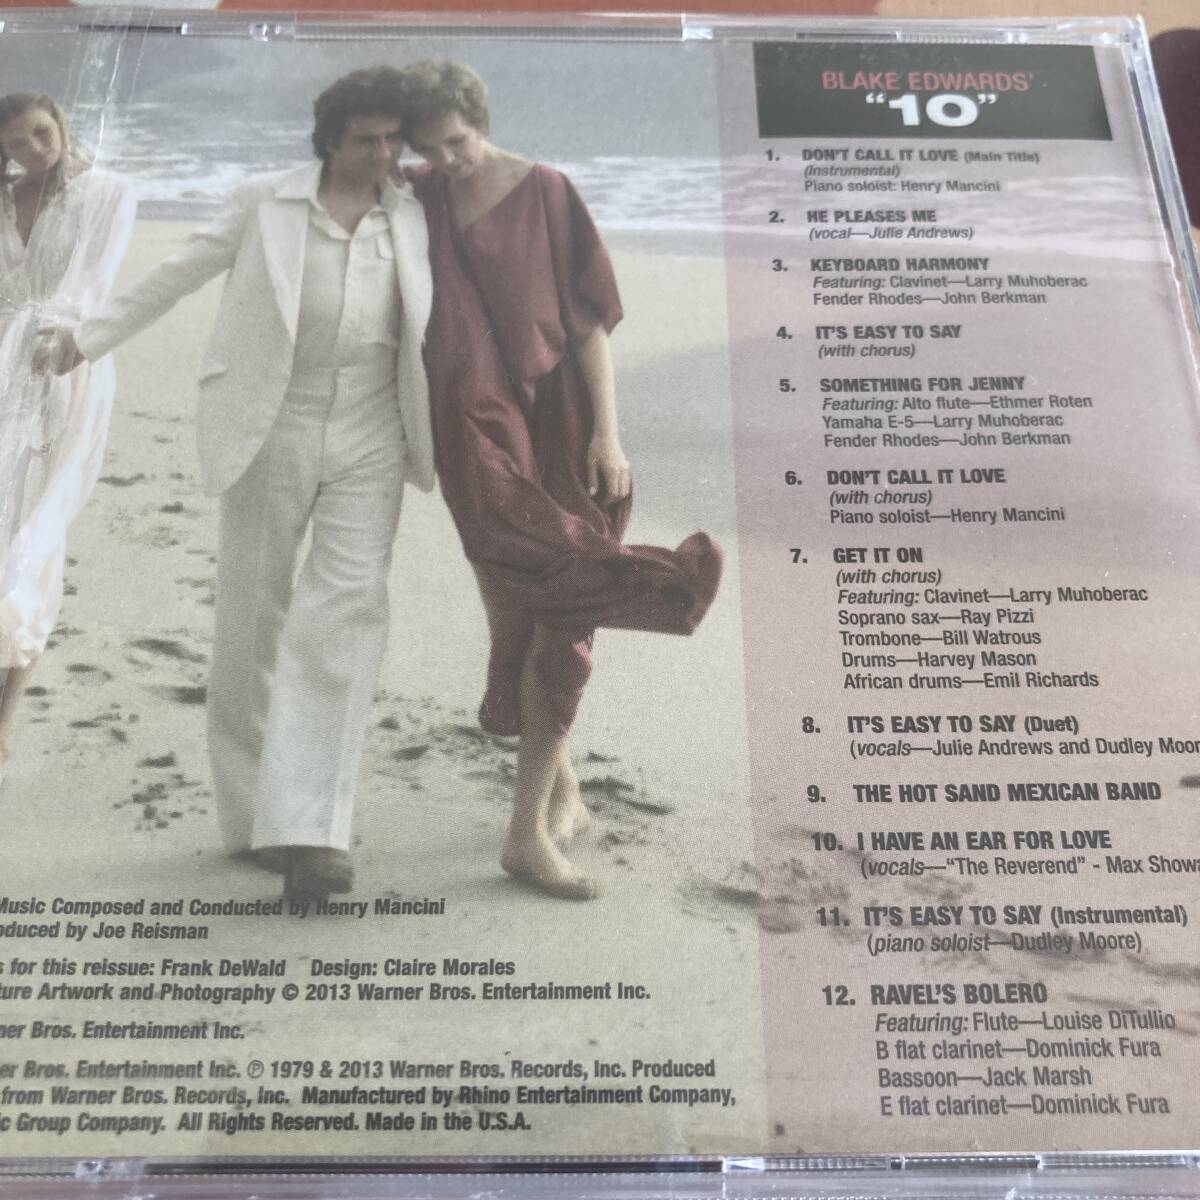 BLAKE EDWARDS'
“10”
1. DON'T CALL IT LOVE (Main Title)
(Instrumental)
Piano soloist: Henry Mancini
2. HE PLEASES ME
(vocal—Julie Andrews)
3. KEYBOARD HARMONY
Featuring: Clavinet—Larry Muhoberac
Fender Rhodes—John Berkman
4. IT'S EASY TO SAY
(with chorus)
5. SOMETHING FOR JENNY
Featuring: Alto flute—Ethmer Roten
Yamaha E-5—Larry Muhoberac
Fender Rhodes—John Berkman
6. DON'T CALL IT LOVE
(with chorus)
Piano soloist—Henry Mancini
7. GET IT ON
(with chorus)
Featuring: Clavinet—Larry Muhoberac
Soprano sax—Ray Pizzi
Trombone—Bill Watrous
Drums—Harvey Mason
African drums—Emil Richards
8. IT'S EASY TO SAY (Duet)
(vocals—Julie Andrews and Dudley Moor
9. THE HOT SAND MEXICAN BAND
10. I HAVE AN EAR FOR LOVE
(vocals—“The Reverend” - Max Showa
11. IT'S EASY TO SAY (Instrumental)
(piano soloist—Dudley Moore)
12. RAVEL'S BOLERO
Featuring: Flute—Louise DiTullio
B flat clarinet—Dominick Fura
Bassoon—Jack Marsh
E flat clarinet—Dominick Fura
Music Composed and Conducted by Henry Mancini
oduced by Joe Reisman
s for this reissue: Frank DeWald Design: Claire Morales
ture Artwork and Photography © 2013 Warner Bros. Entertainment Inc.
ner Bros. Entertainment Inc.
er Bros. Entertainment Inc. ℗ 1979 & 2013 Warner Bros. Records, Inc. Produced
from Warner Bros. Records, Inc. Manufactured by Rhino Entertainment Company,
c Group Company. All Rights Reserved. Made in the U.S.A.